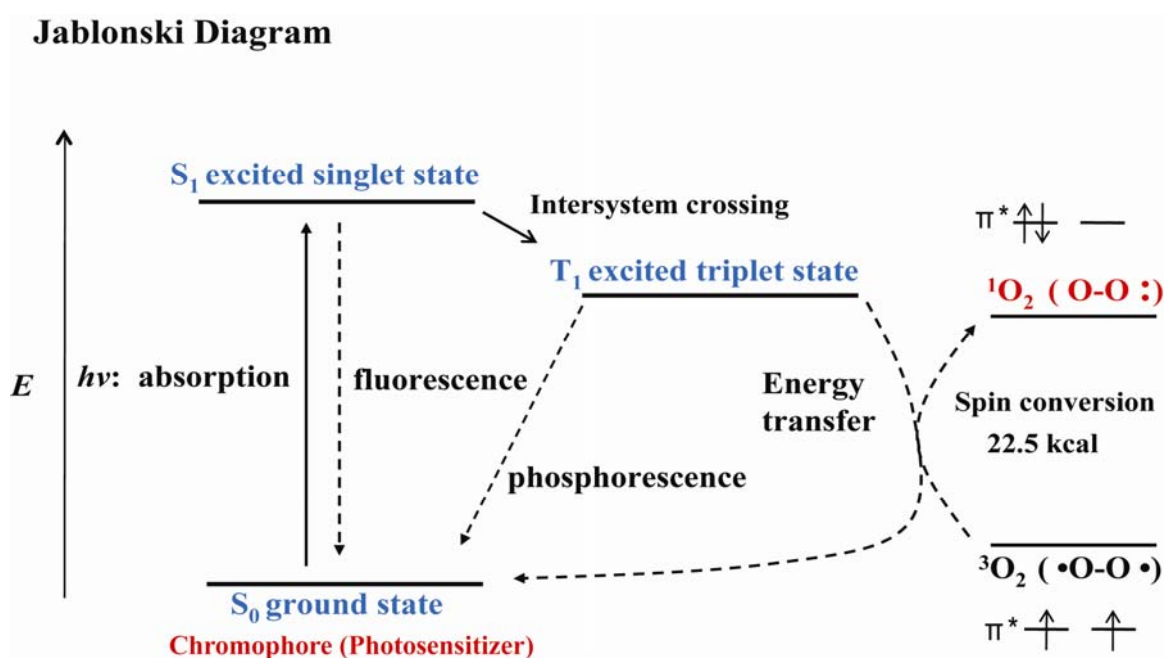 Jablonski Diagram
S₁ excited singlet state
Intersystem crossing
π*
T₁ excited triplet state
¹O₂ ( O-O :)
E
hν: absorption
fluorescence
Energy
transfer
Spin conversion
22.5 kcal
phosphorescence
S₀ ground state
³O₂ ( •O-O •)
Chromophore (Photosensitizer)
π*